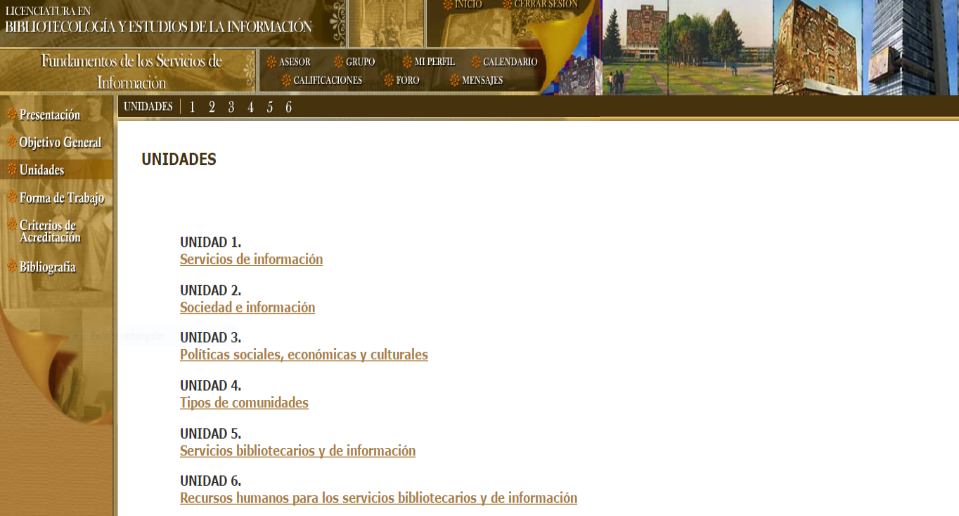 LICENCIATURA EN
BIBLIOTECOLOGÍA Y ESTUDIOS DE LA INFORMACIÓN
INICIO
CERRAR SESIÓN
Fundamentos de los Servicios de
Información
ASESOR
GRUPO
MI PERFIL
CALENDARIO
CALIFICACIONES
FORO
MENSAJES
UNIDADES 1 2 3 4 5 6
Presentación
Objetivo General
Unidades
Forma de Trabajo
Criterios de
Acreditación
Bibliografía
UNIDADES
UNIDAD 1.
Servicios de información
UNIDAD 2.
Sociedad e información
UNIDAD 3.
Políticas sociales, económicas y culturales
UNIDAD 4.
Tipos de comunidades
UNIDAD 5.
Servicios bibliotecarios y de información
UNIDAD 6.
Recursos humanos para los servicios bibliotecarios y de información